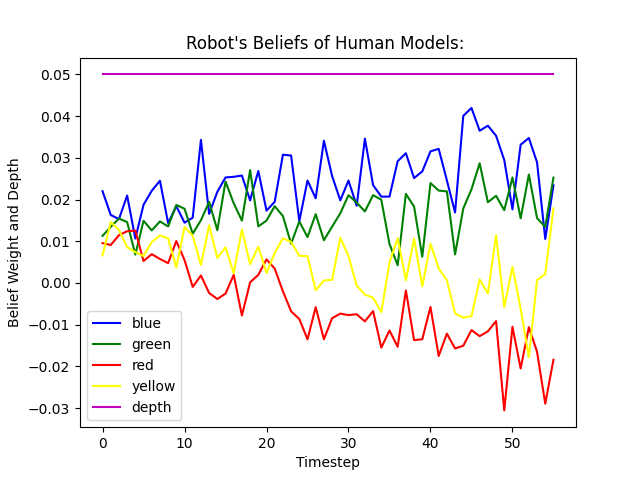 Robot's Beliefs of Human Models:
Belief Weight and Depth
0.05
0.04
0.03
0.02
0.01
0.00
−0.01
−0.02
−0.03
blue
green
red
yellow
depth
0 10 20 30 40 50
Timestep